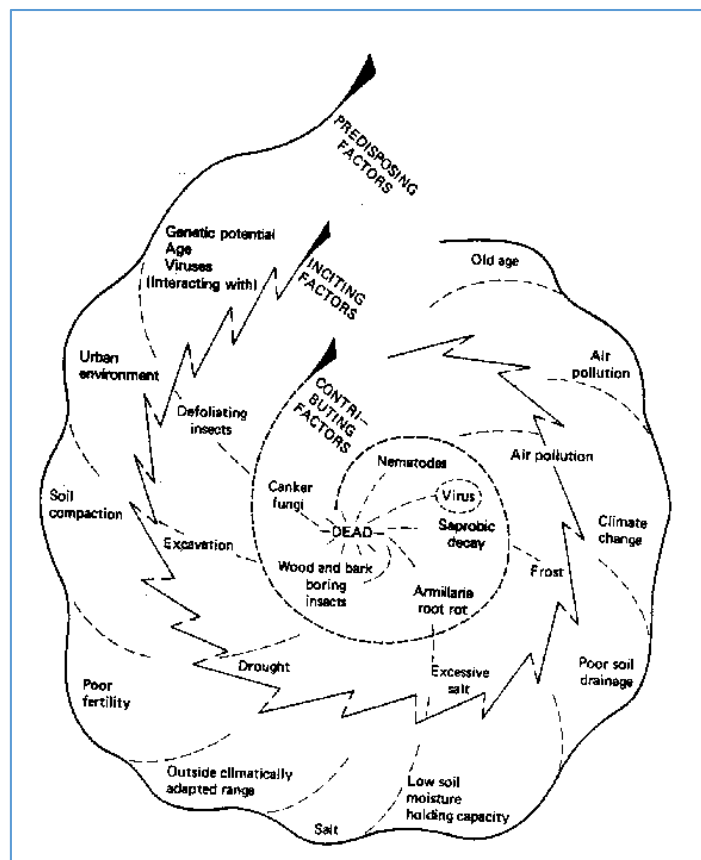 PREDISPOSING
FACTORS
Genetic potential
Age
Viruses
(Interacting with)
INCITING
FACTORS
Old age
Urban
environment
CONTRI-
BUTING
FACTORS
Air
pollution
Defoliating
insects
Nematodes
Air pollution
Canker
fungi
Virus
Soil
compaction
DEAD
Saprobic
decay
Climate
change
Excavation
Wood and bark
boring
insects
Armillaria
root rot
Frost
Drought
Excessive
salt
Poor soil
drainage
Poor
fertility
Outside climatically
adapted range
Low soil
moisture
holding capacity
Salt